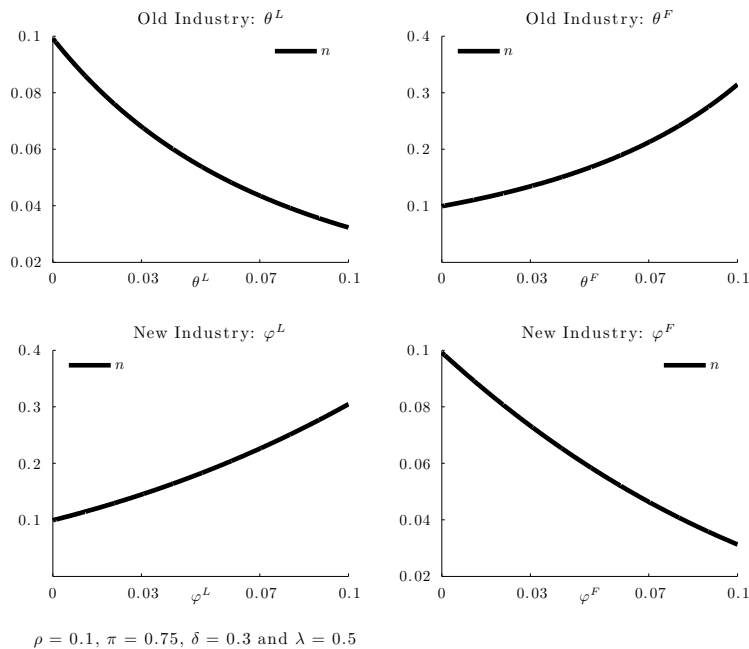 Old Industry: θ^L
0.1
0.08
0.06
0.04
0.02
n
0
0.03
0.07
0.1
θ^L
Old Industry: θ^F
0.4
0.3
0.2
0.1
n
0
0.03
0.07
0.1
θ^F
New Industry: φ^L
0.4
0.3
0.2
0.1
n
0
0.03
0.07
0.1
φ^L
New Industry: φ^F
0.1
0.08
0.06
0.04
0.02
n
0
0.03
0.07
0.1
φ^F
ρ = 0.1, π = 0.75, δ = 0.3 and λ = 0.5